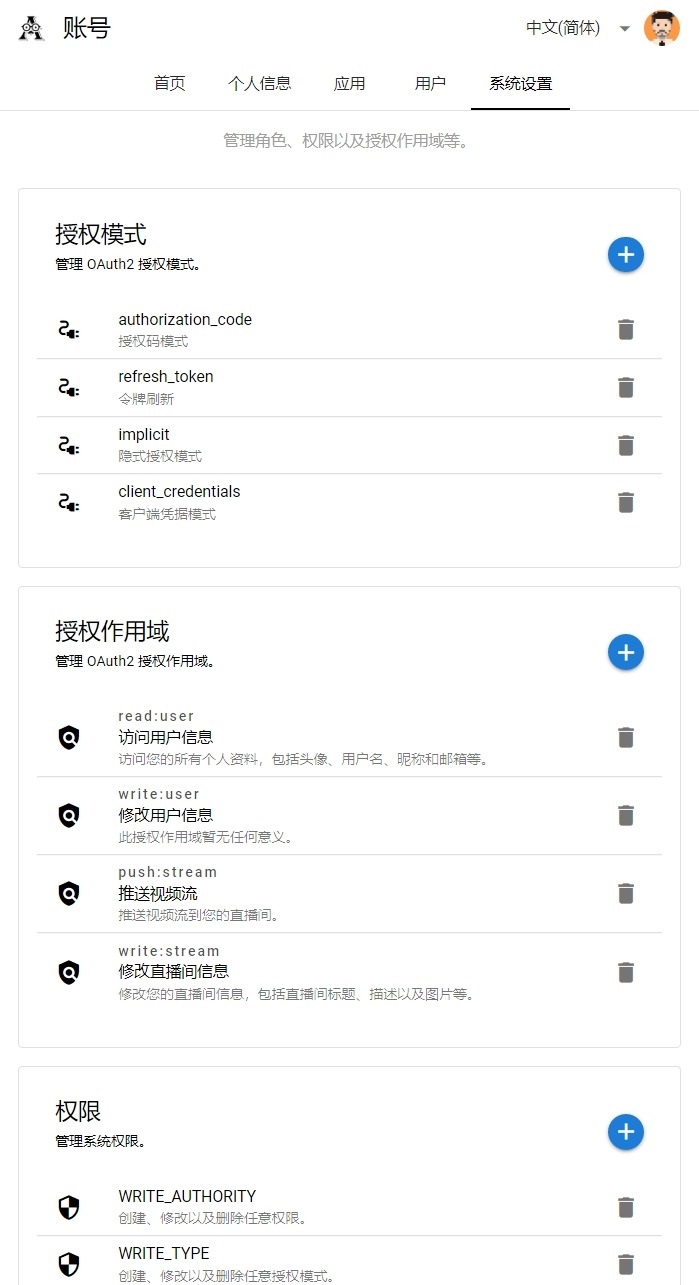 账号
中文(简体)
首页 个人信息 应用 用户 系统设置
管理角色、权限以及授权作用域等。
授权模式
管理 OAuth2 授权模式。
authorization_code
授权码模式
refresh_token
令牌刷新
implicit
隐式授权模式
client_credentials
客户端凭据模式
授权作用域
管理 OAuth2 授权作用域。
read:user
访问用户信息
访问您的所有个人资料，包括头像、用户名、昵称和邮箱等。
write:user
修改用户信息
此授权作用域暂无任何意义。
push:stream
推送视频流
推送视频流到您的直播间。
write:stream
修改直播间信息
修改您的直播间信息，包括直播间标题、描述以及图片等。
权限
管理系统权限。
WRITE_AUTHORITY
创建、修改以及删除任意权限。
WRITE_TYPE
创建、修改以及删除任意授权模式。